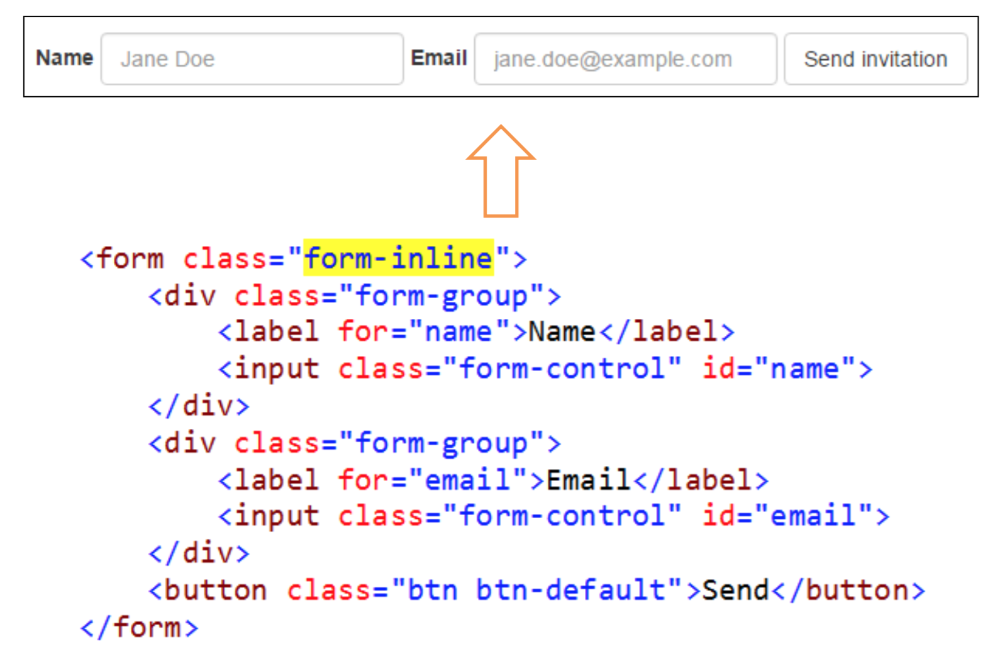 Name Jane Doe Email jane.doe@example.com Send invitation
<form class="form-inline">
<div class="form-group">
<label for="name">Name</label>
<input class="form-control" id="name">
</div>
<div class="form-group">
<label for="email">Email</label>
<input class="form-control" id="email">
</div>
<button class="btn btn-default">Send</button>
</form>